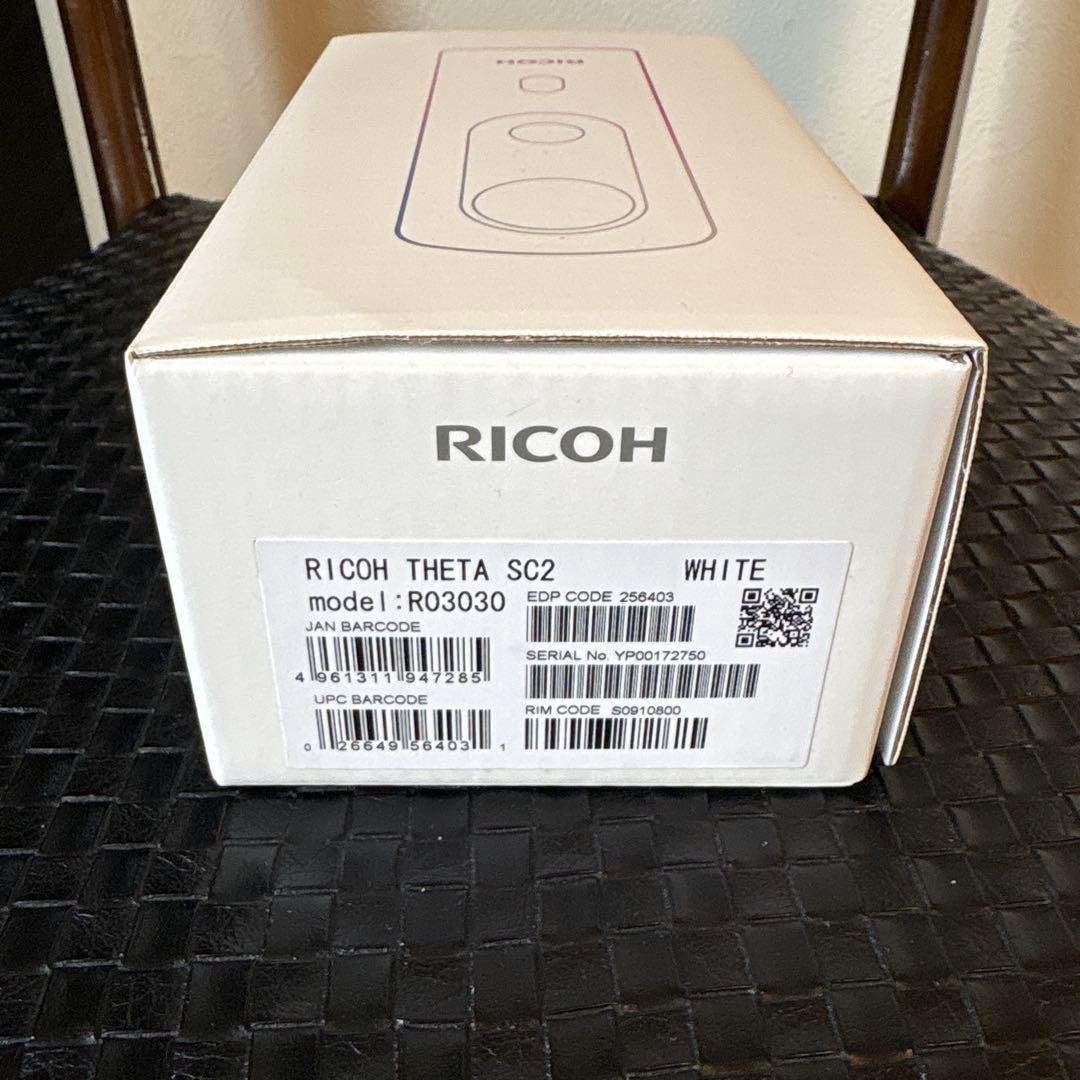 RICOH
RICOH
RICOH THETA SC2 WHITE
model:R03030
EDP CODE 256403
JAN BARCODE
4 961311 947285
SERIAL No. YP00172750
UPC BARCODE
0 26649 56403 1
RIM CODE S0910800